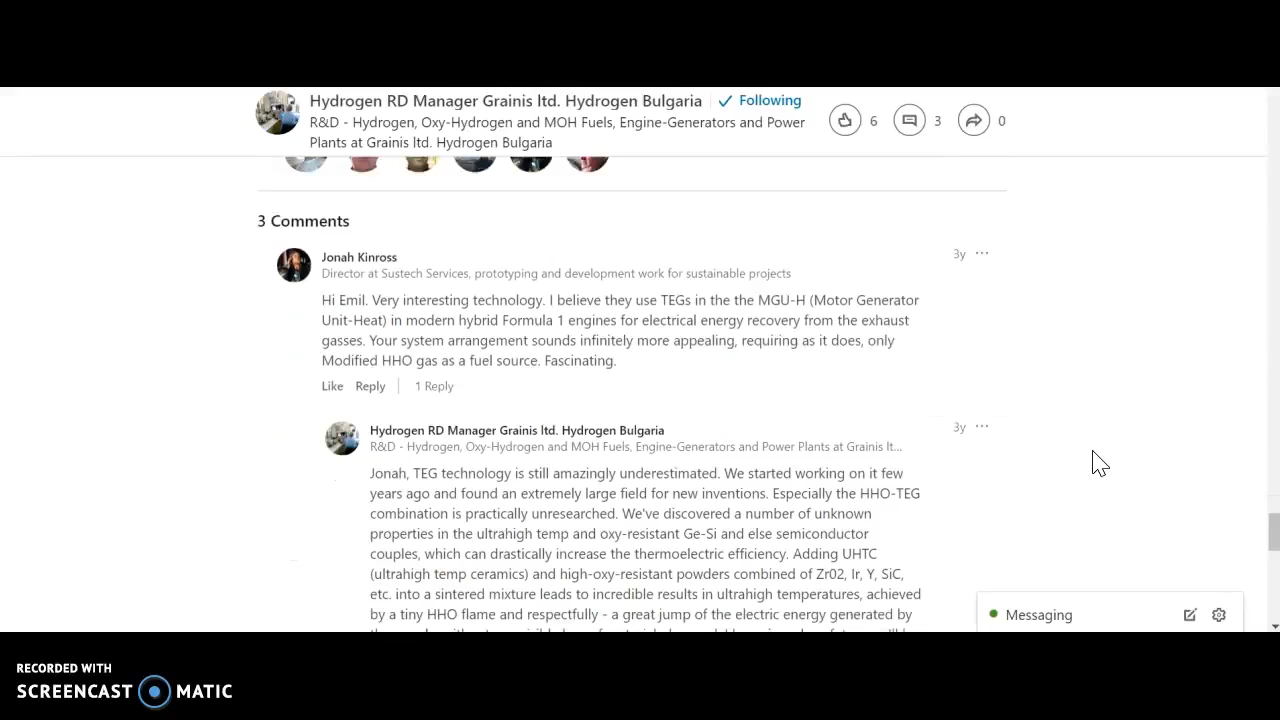 Hydrogen RD Manager Grainis ltd. Hydrogen Bulgaria
Following
R&D - Hydrogen, Oxy-Hydrogen and MOH Fuels, Engine-Generators and Power
Plants at Grainis ltd. Hydrogen Bulgaria
6
3
0
3 Comments
Jonah Kinross
3y
Director at Sustech Services, prototyping and development work for sustainable projects
Hi Emil. Very interesting technology. I believe they use TEGs in the the MGU-H (Motor Generator
Unit-Heat) in modern hybrid Formula 1 engines for electrical energy recovery from the exhaust
gasses. Your system arrangement sounds infinitely more appealing, requiring as it does, only
Modified HHO gas as a fuel source. Fascinating.
Like Reply 1 Reply
Hydrogen RD Manager Grainis ltd. Hydrogen Bulgaria
3y
R&D - Hydrogen, Oxy-Hydrogen and MOH Fuels, Engine-Generators and Power Plants at Grainis lt...
Jonah, TEG technology is still amazingly underestimated. We started working on it few
years ago and found an extremely large field for new inventions. Especially the HHO-TEG
combination is practically unresearched. We've discovered a number of unknown
properties in the ultrahigh temp and oxy-resistant Ge-Si and else semiconductor
couples, which can drastically increase the thermoelectric efficiency. Adding UHTC
(ultrahigh temp ceramics) and high-oxy-resistant powders combined of Zr02, Ir, Y, SiC,
etc. into a sintered mixture leads to incredible results in ultrahigh temperatures, achieved
by a tiny HHO flame and respectfully - a great jump of the electric energy generated by
Messaging
RECORDED WITH
SCREENCAST MATIC